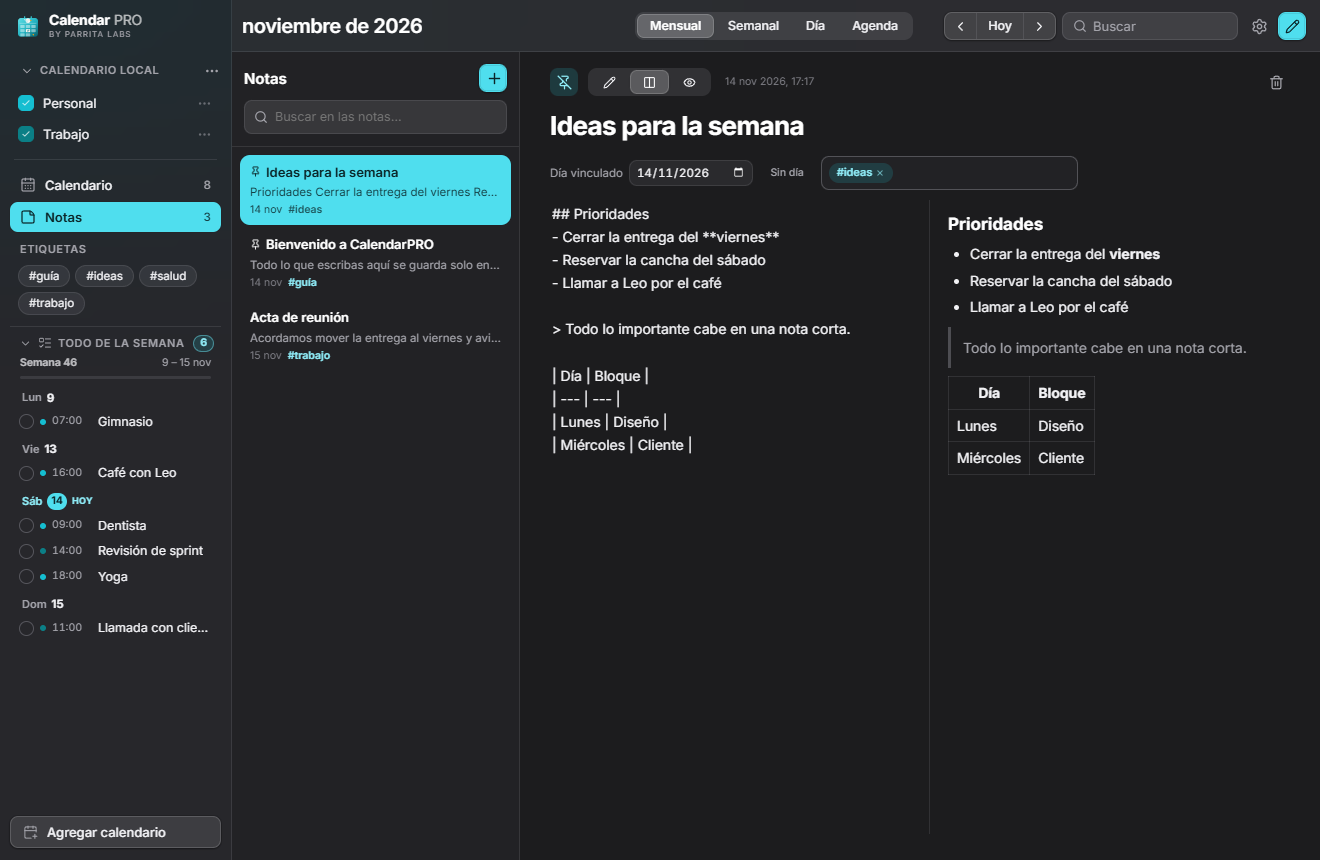 Calendar PRO
BY PARRITA LABS
CALENDARIO LOCAL
Personal
Trabajo
Calendario 8
Notas 3
ETIQUETAS
#guía #ideas #salud
#trabajo
TODO DE LA SEMANA 6
Semana 46 9 – 15 nov
Lun 9
07:00 Gimnasio
Vie 13
16:00 Café con Leo
Sáb 14 HOY
09:00 Dentista
14:00 Revisión de sprint
18:00 Yoga
Dom 15
11:00 Llamada con clie...
Agregar calendario
noviembre de 2026
Mensual Semanal Día Agenda
Hoy
Buscar
Notas
Buscar en las notas...
Ideas para la semana
Prioridades Cerrar la entrega del viernes Re...
14 nov #ideas
Bienvenido a CalendarPRO
Todo lo que escribas aquí se guarda solo en...
14 nov #guía
Acta de reunión
Acordamos mover la entrega al viernes y avi...
15 nov #trabajo
14 nov 2026, 17:17
Ideas para la semana
Día vinculado 14/11/2026 Sin día #ideas ×
## Prioridades
- Cerrar la entrega del **viernes**
- Reservar la cancha del sábado
- Llamar a Leo por el café
> Todo lo importante cabe en una nota corta.
| Día | Bloque |
| --- | --- |
| Lunes | Diseño |
| Miércoles | Cliente |
Prioridades
• Cerrar la entrega del viernes
• Reservar la cancha del sábado
• Llamar a Leo por el café
Todo lo importante cabe en una nota corta.
Día Bloque
Lunes Diseño
Miércoles Cliente